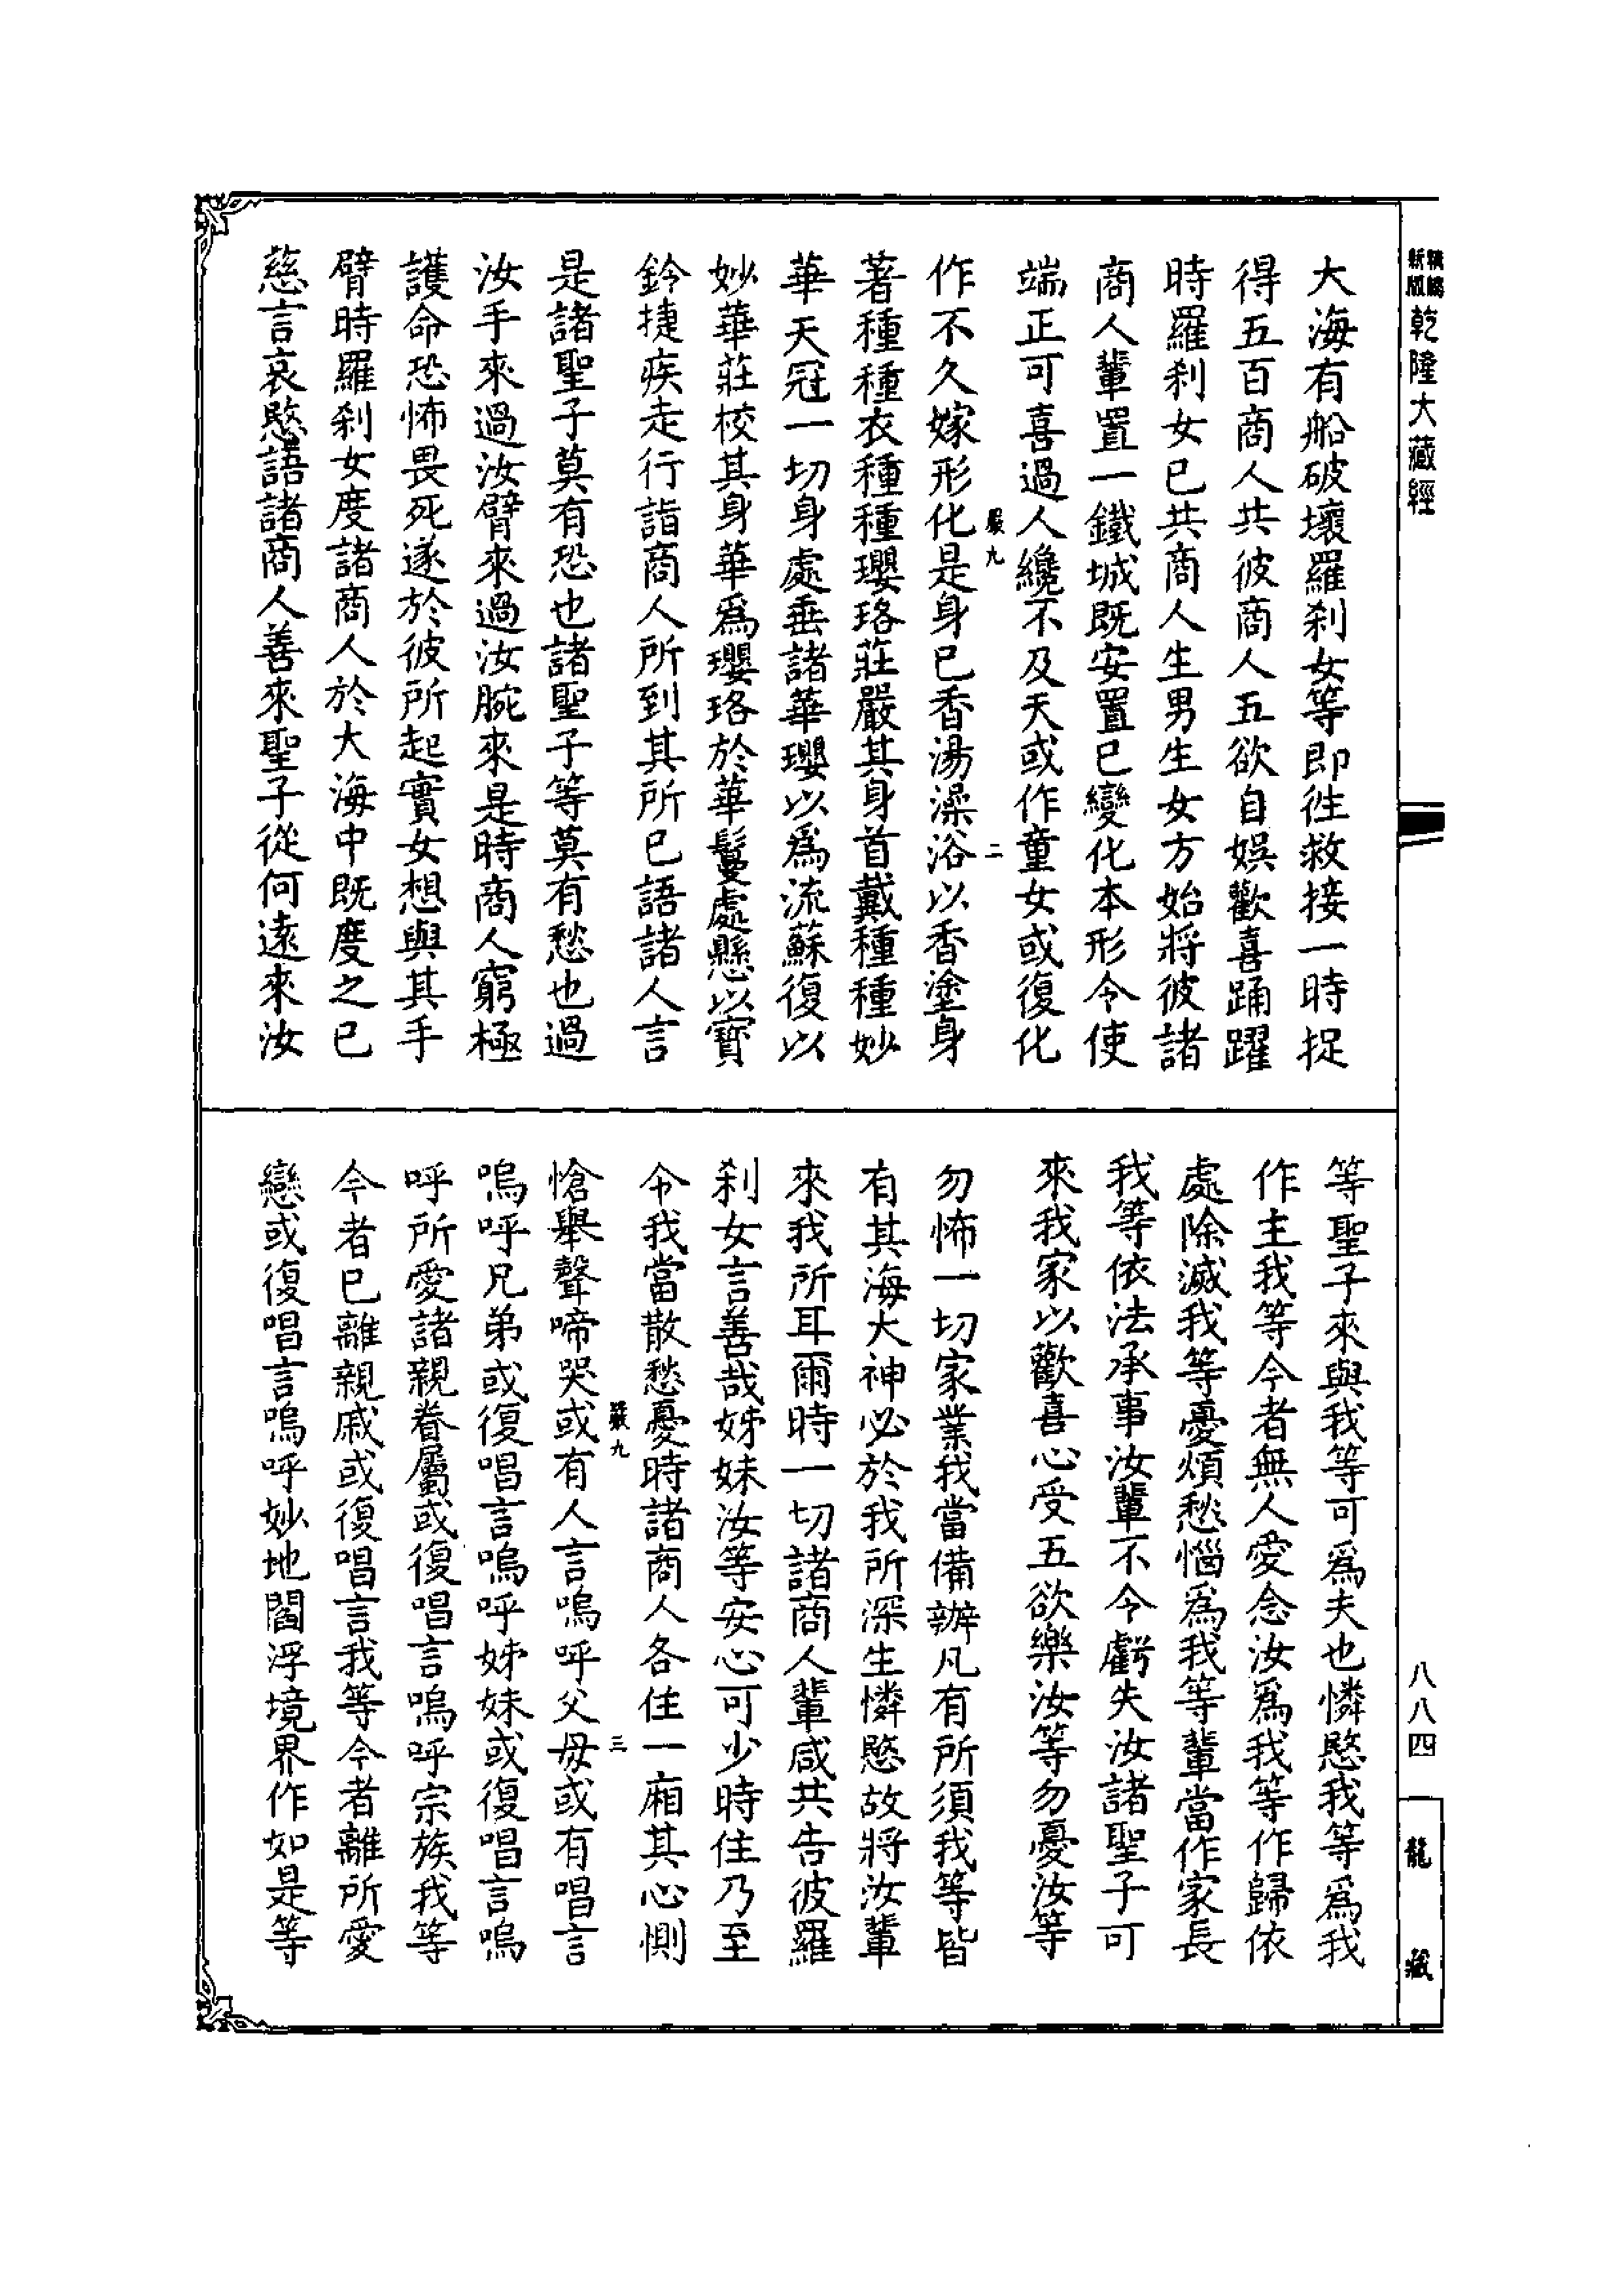 新編縮版
乾隆大藏經
大海有船破壞羅刹女等即徃救接一時捉
得五百商人共彼商人五欲自娛歡喜踊躍
時羅刹女已共商人生男生女方始將彼諸
商人輩置一鐵城既安置已變化本形令使
端正可喜過人纔不及天或作童女或復化
嚴九
二
作不久嫁形化是身已香湯澡浴以香塗身
著種種衣種種瓔珞莊嚴其身首戴種種妙
華天冠一切身處垂諸華瓔以爲流蘇復以
妙華莊校其身華爲瓔珞於華鬘處懸以寶
鈴捷疾走行詣商人所到其所已語諸人言
是諸聖子莫有恐也諸聖子等莫有愁也過
汝手來過汝臂來過汝腕來是時商人窮極
護命恐怖畏死遂於彼所起實女想與其手
臂時羅刹女度諸商人於大海中既度之已
慈言哀愍語諸商人善來聖子從何遠來汝
等聖子來與我等可爲夫也憐愍我等爲我
作主我等今者無人愛念汝爲我等作歸依
處除滅我等憂煩愁惱爲我等輩當作家長
我等依法承事汝輩不令虧失汝諸聖子可
來我家以歡喜心受五欲樂汝等勿憂汝等
勿怖一切家業我當備辦凡有所須我等皆
有其海大神必於我所深生憐愍故將汝輩
來我所耳爾時一切諸商人輩咸共告彼羅
刹女言善哉姊妹汝等安心可少時住乃至
令我當散愁憂時諸商人各住一廂其心惻
嚴九
三
愴舉聲啼哭或有人言嗚呼父母或有唱言
嗚呼兄弟或復唱言嗚呼姊妹或復唱言嗚
呼所愛諸親眷屬或復唱言嗚呼宗族我等
今者已離親戚或復唱言我等今者離所愛
戀或復唱言嗚呼妙地閻浮境界作如是等
八八四
龍藏